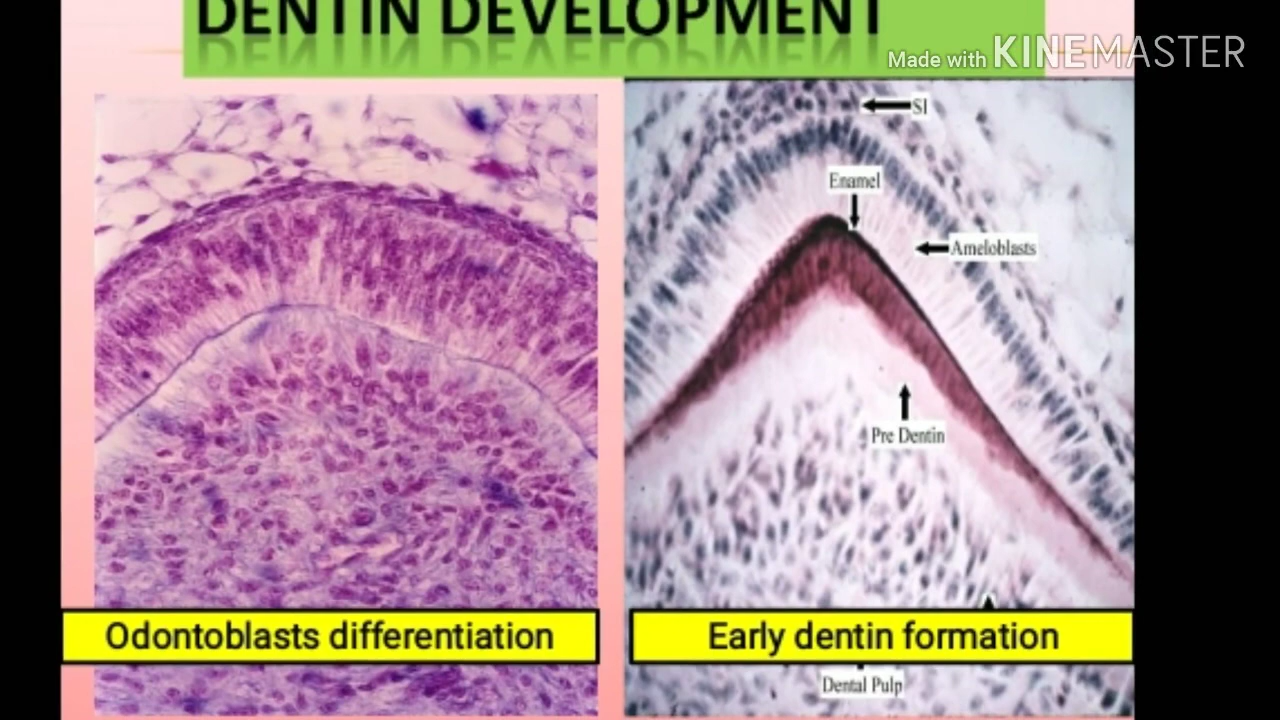 DENTIN DEVELOPMENT
Made with KINEMASTER
SI
Enamel
Ameloblasts
Pre Dentin
Odontoblasts differentiation
Early dentin formation
Dental Pulp